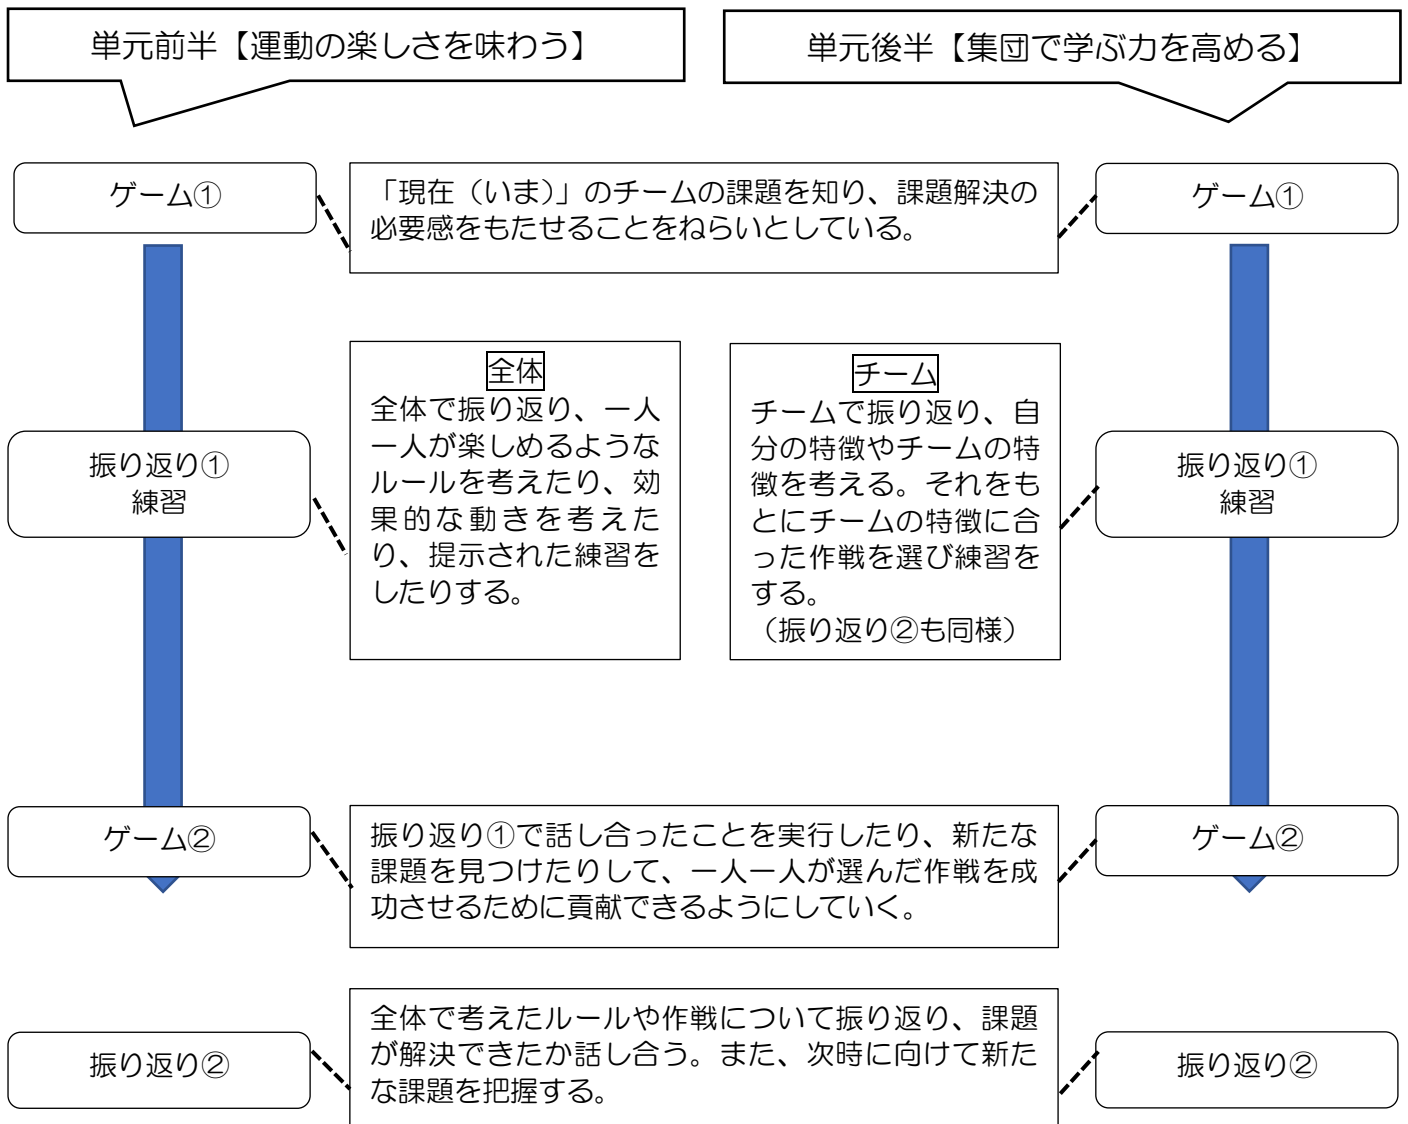 単元前半【運動の楽しさを味わう】
単元後半【集団で学ぶ力を高める】
ゲーム①
「現在（いま）」のチームの課題を知り、課題解決の
必要感をもたせることをねらいとしている。
ゲーム①
振り返り①
練習
全体
全体で振り返り、一人
一人が楽しめるような
ルールを考えたり、効
果的な動きを考えた
り、提示された練習を
したりする。
チーム
チームで振り返り、自
分の特徴やチームの特
徴を考える。それをも
とにチームの特徴に合
った作戦を選び練習を
する。
（振り返り②も同様）
振り返り①
練習
ゲーム②
振り返り①で話し合ったことを実行したり、新たな
課題を見つけたりして、一人一人が選んだ作戦を成
功させるために貢献できるようにしていく。
ゲーム②
振り返り②
全体で考えたルールや作戦について振り返り、課題
が解決できたか話し合う。また、次時に向けて新た
な課題を把握する。
振り返り②